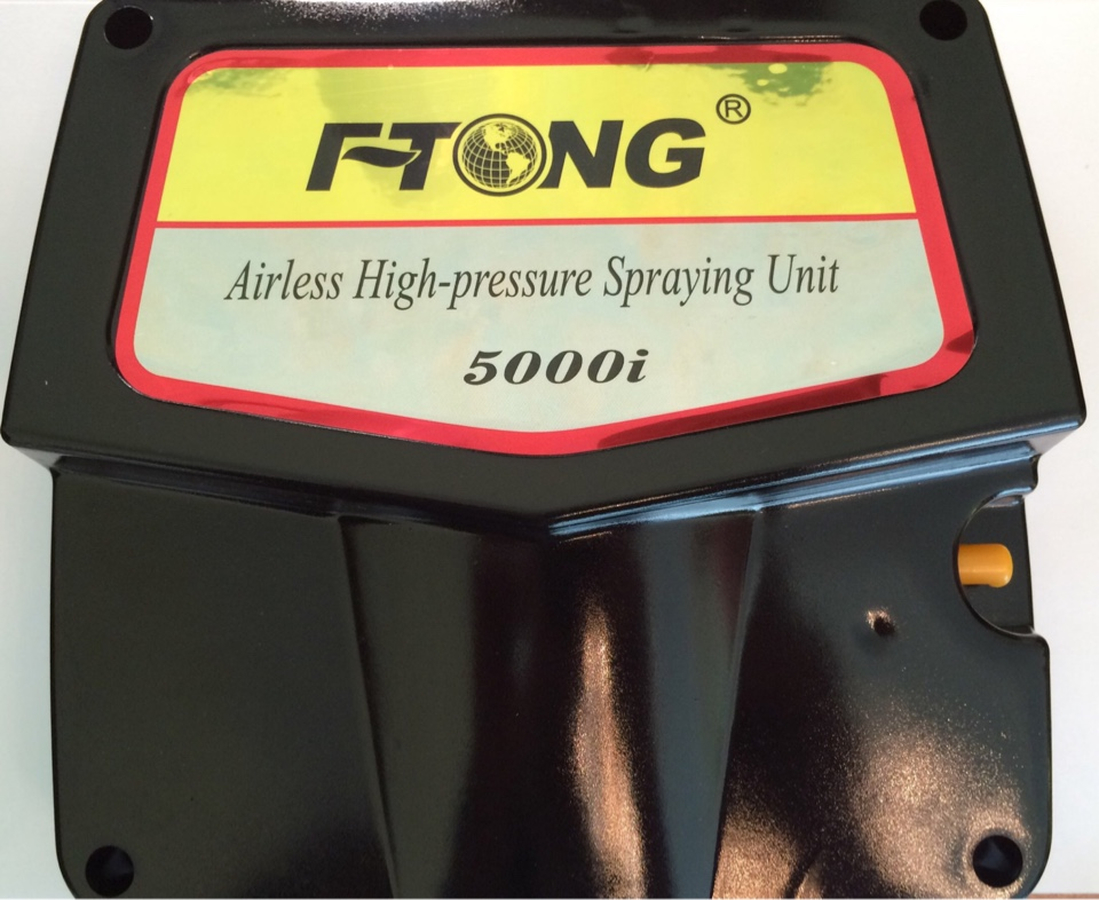 FTONG®
Airless High-pressure Spraying Unit
5000i